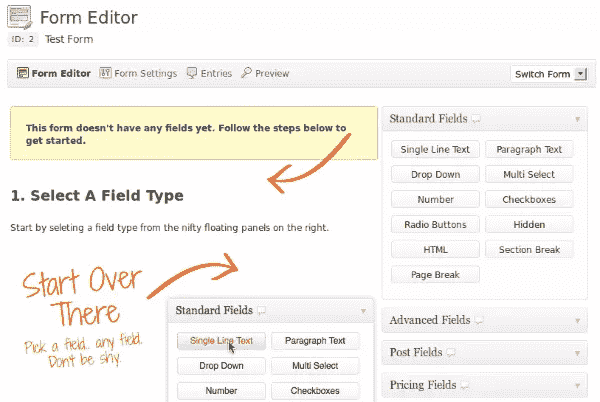 Form Editor
ID: 2 Test Form
Form Editor Form Settings Entries Preview Switch Form
This form doesn't have any fields yet. Follow the steps below to
get started.
1. Select A Field Type
Start by seleting a field type from the nifty floating panels on the right.
Start Over
There
Pick a field.. any field.
Don't be shy.
Standard Fields
Single Line Text Paragraph Text
Drop Down Multi Select
Number Checkboxes
Standard Fields
Single Line Text Paragraph Text
Drop Down Multi Select
Number Checkboxes
Radio Buttons Hidden
HTML Section Break
Page Break
Advanced Fields
Post Fields
Pricing Fields